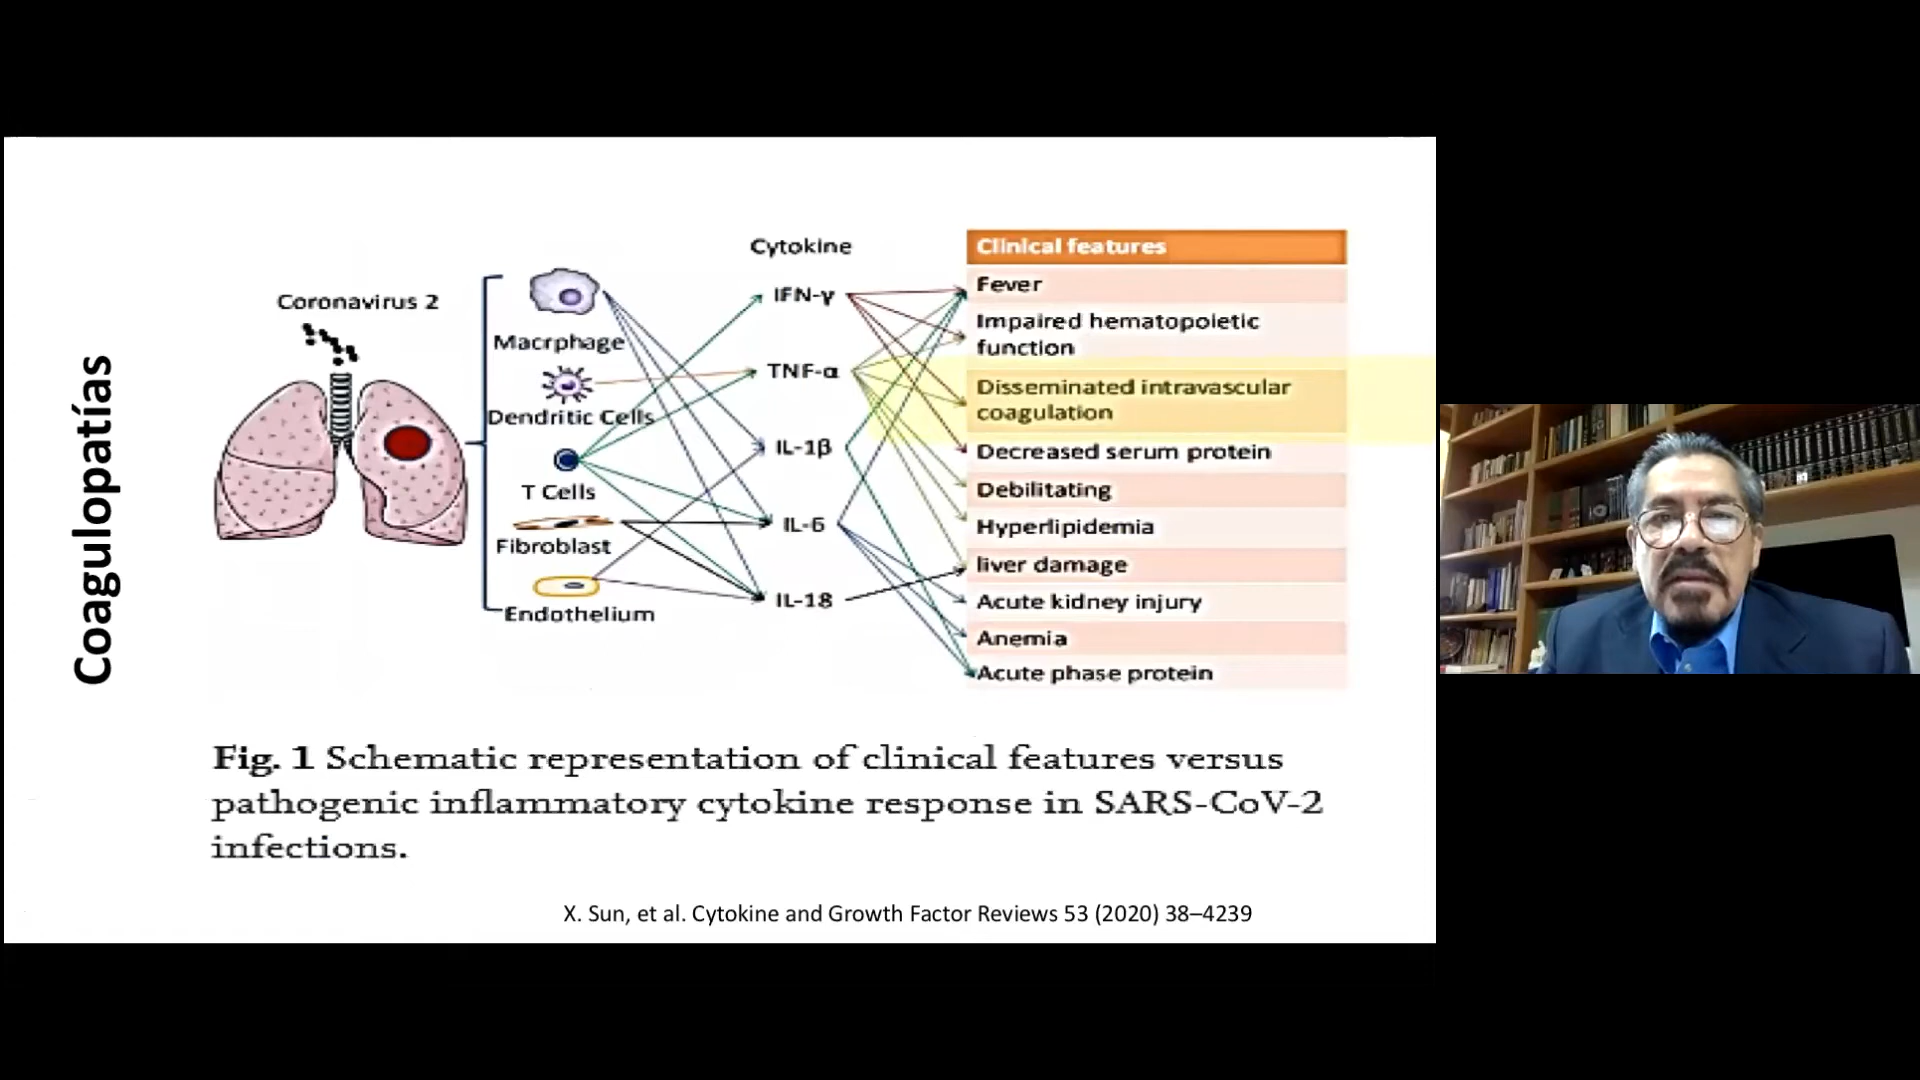 Coagulopatías
Coronavirus 2
Macrphage
Dendritic Cells
T Cells
Fibroblast
Endothelium
Cytokine
IFN-γ
TNF-α
IL-1β
IL-6
IL-18
Clinical features
Fever
Impaired hematopoietic
function
Disseminated intravascular
coagulation
Decreased serum protein
Debilitating
Hyperlipidemia
liver damage
Acute kidney injury
Anemia
Acute phase protein
Fig. 1 Schematic representation of clinical features versus
pathogenic inflammatory cytokine response in SARS-CoV-2
infections.
X. Sun, et al. Cytokine and Growth Factor Reviews 53 (2020) 38–4239